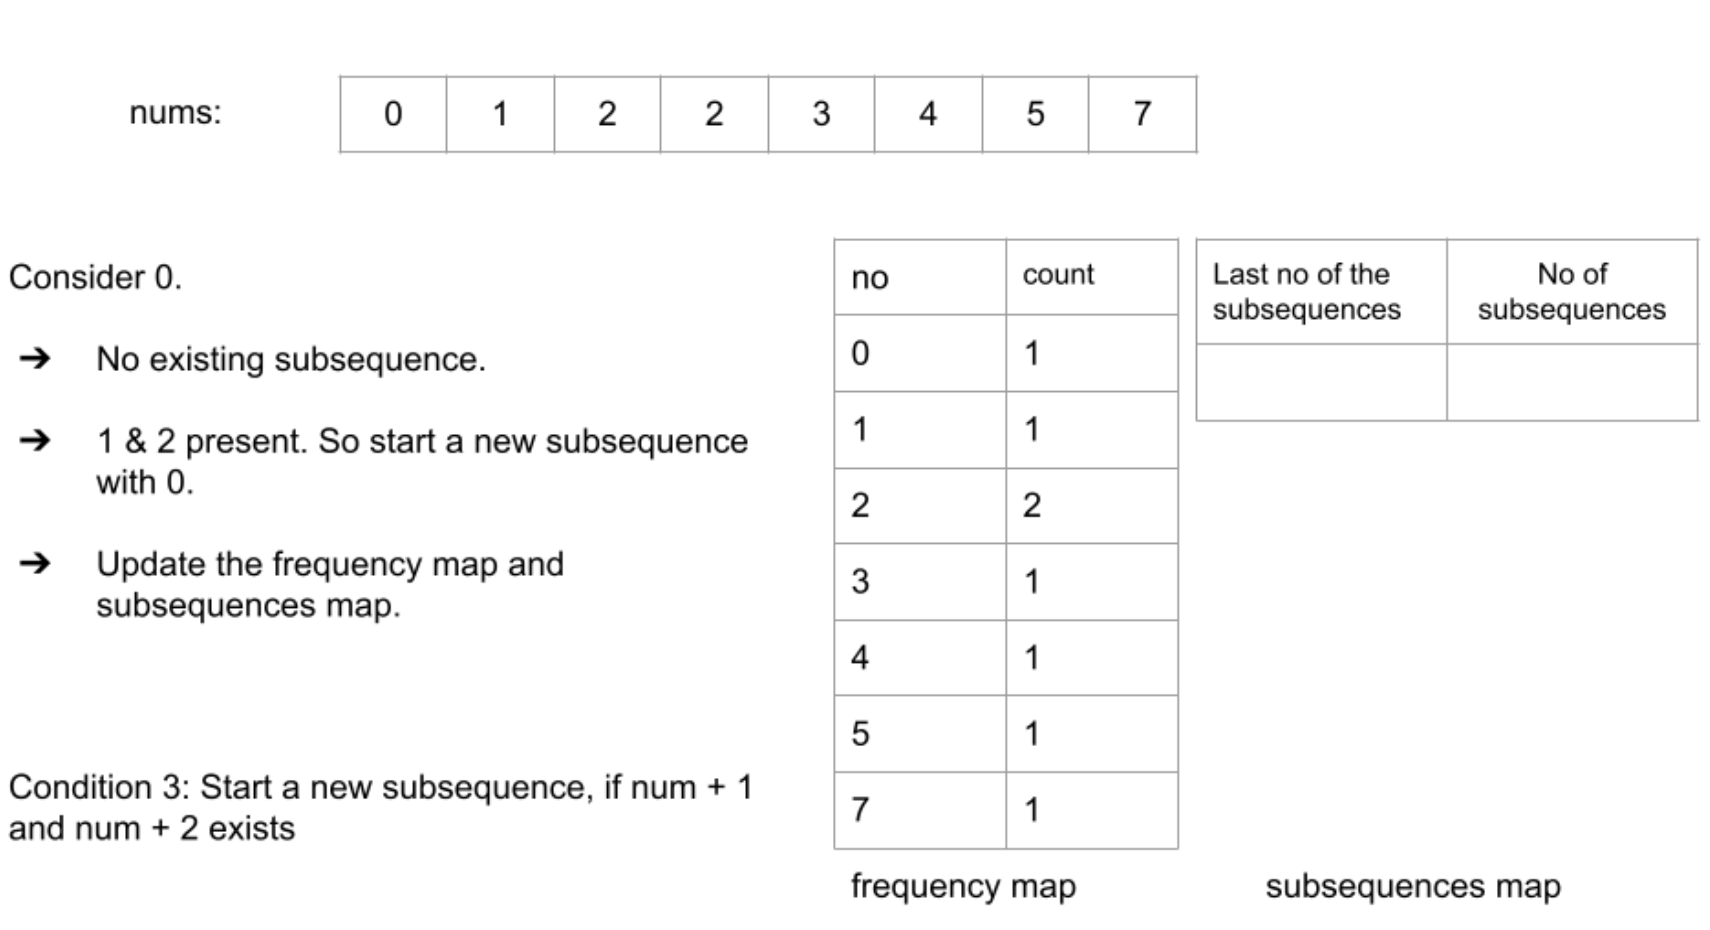 nums:
0 1 2 2 3 4 5 7
Consider 0.
➔ No existing subsequence.
➔ 1 & 2 present. So start a new subsequence
with 0.
➔ Update the frequency map and
subsequences map.
Condition 3: Start a new subsequence, if num + 1
and num + 2 exists
no count
0 1
1 1
2 2
3 1
4 1
5 1
7 1
frequency map
Last no of the
subsequences
No of
subsequences
subsequences map